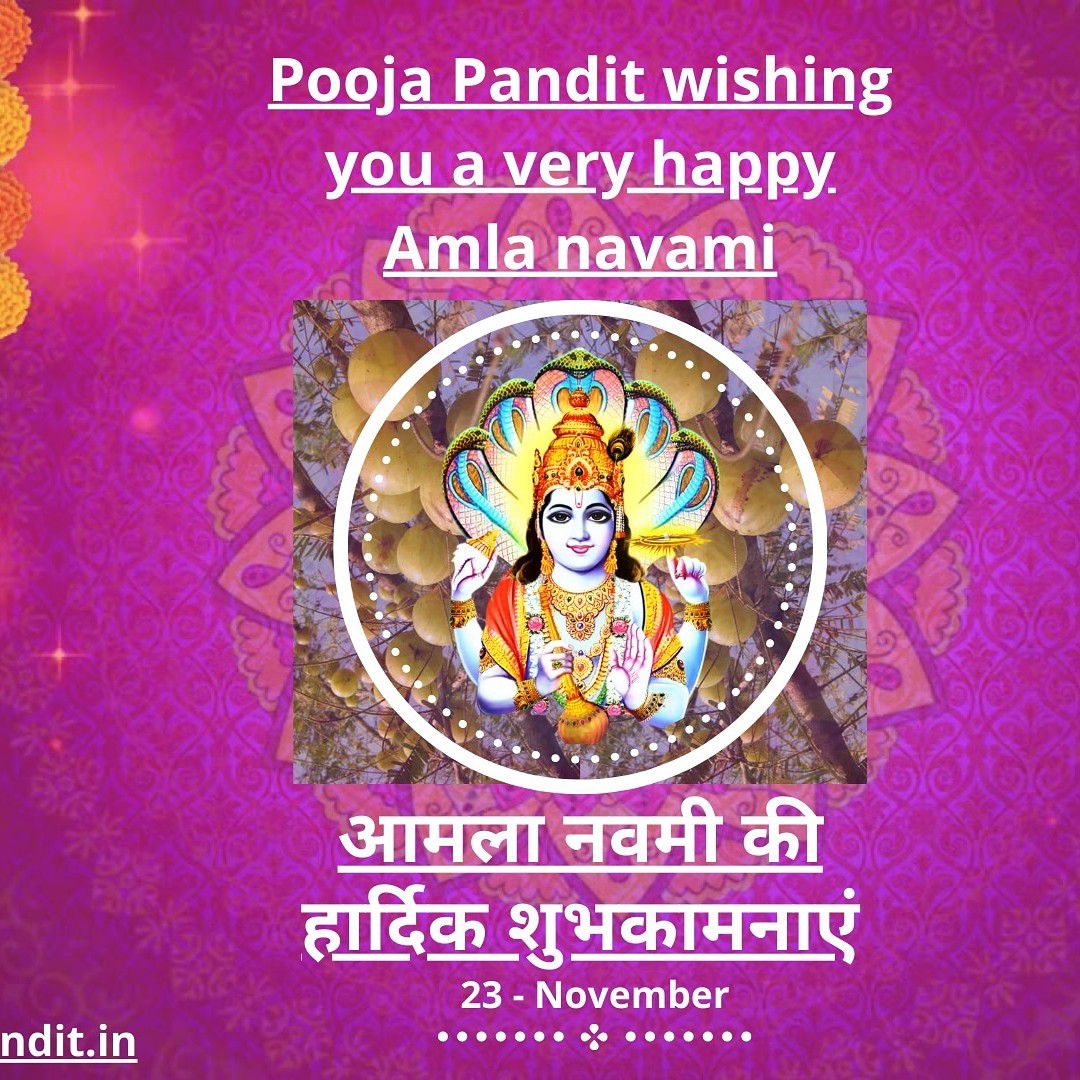 Pooja Pandit wishing
you a very happy
Amla navami
आमला नवमी की
हार्दिक शुभकामनाएं
23 - November
ndit.in